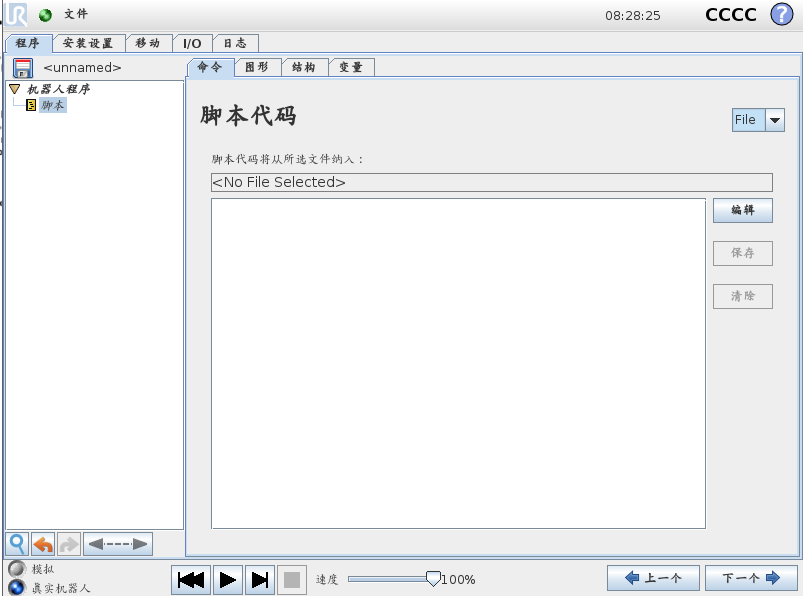 UR 文件 08:28:25 CCCC ?
程序 安装设置 移动 I/O 日志
<unnamed>
命令 图形 结构 变量
机器人程序
脚本
脚本代码
File
脚本代码将从所选文件纳入：
<No File Selected>
编辑
保存
清除
模拟
真实机器人
速度 100%
上一个 下一个